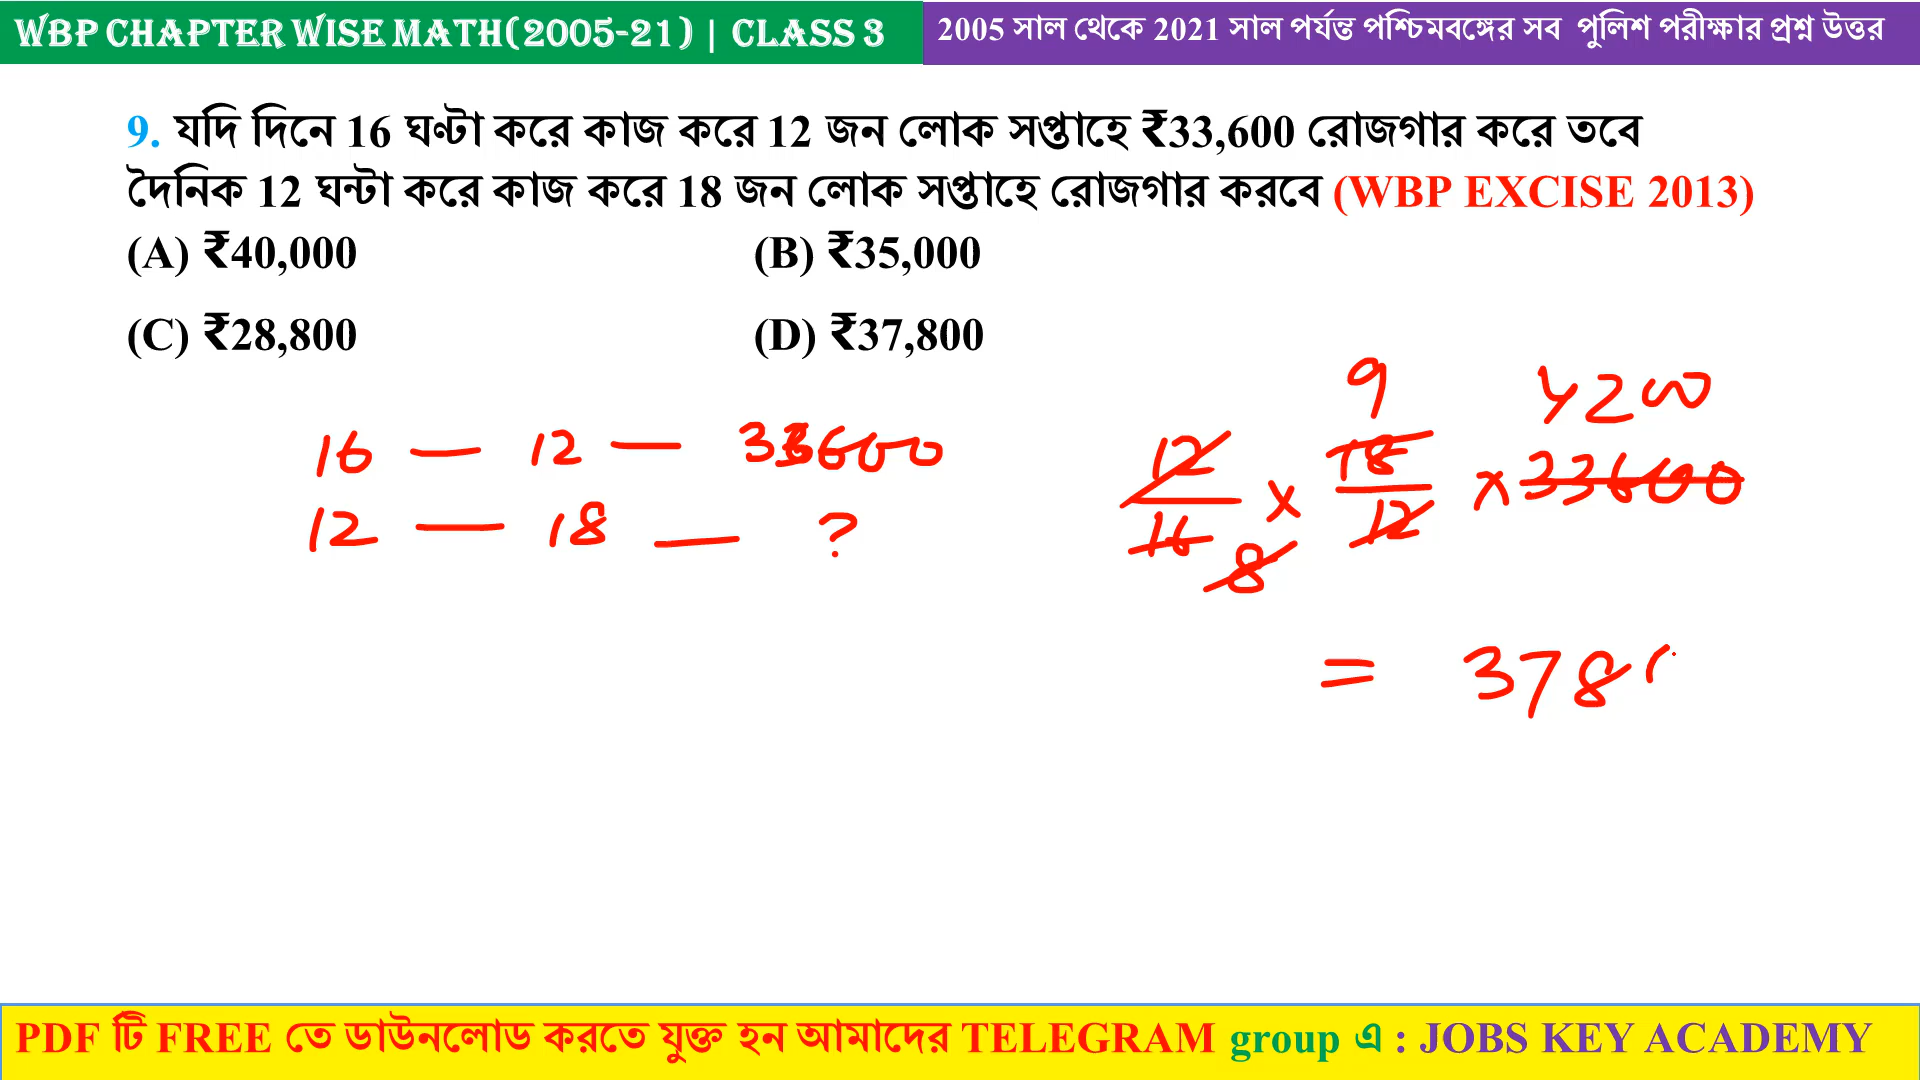 WBP CHAPTER WISE MATH(2005-21) | CLASS 3
2005 সাল থেকে 2021 সাল পর্যন্ত পশ্চিমবঙ্গের সব পুলিশ পরীক্ষার প্রশ্ন উত্তর
9. যদি দিনে 16 ঘণ্টা করে কাজ করে 12 জন লোক সপ্তাহে ₹33,600 রোজগার করে তবে
দৈনিক 12 ঘন্টা করে কাজ করে 18 জন লোক সপ্তাহে রোজগার করবে (WBP EXCISE 2013)
(A) ₹40,000 (B) ₹35,000
(C) ₹28,800 (D) ₹37,800
9 4200
16 — 12 — 33600
12 × 18 × 33600
16 12
12 — 18 — ?
8
= 378
PDF টি FREE তে ডাউনলোড করতে যুক্ত হন আমাদের TELEGRAM group এ : JOBS KEY ACADEMY